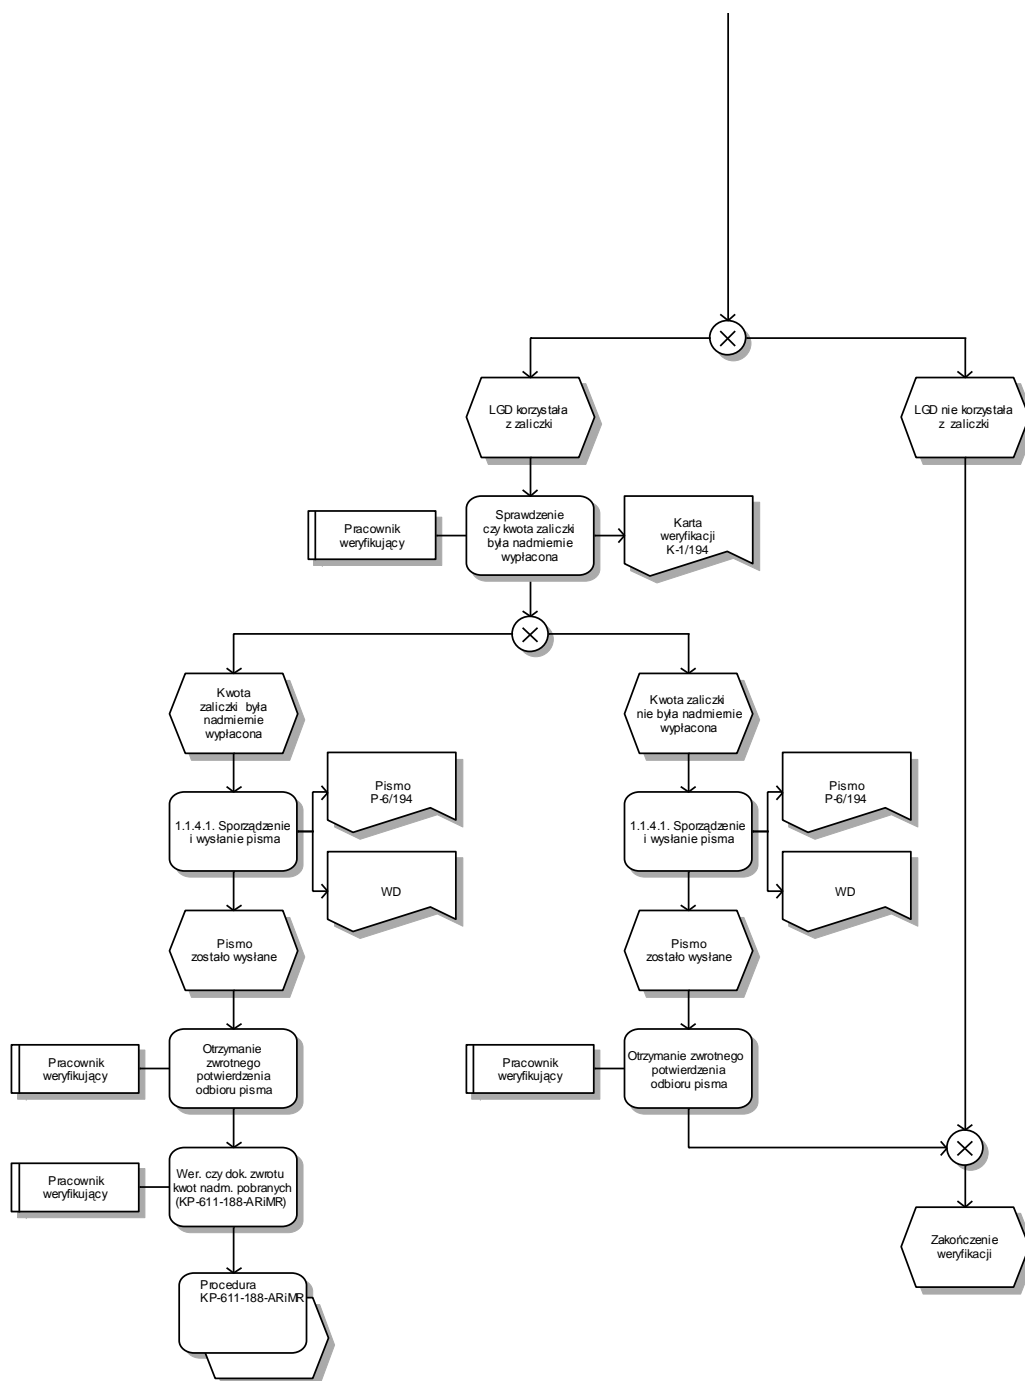 LGD korzystała
z zaliczki
LGD nie korzystała
z zaliczki
Pracownik
weryfikujący
Sprawdzenie
czy kwota zaliczki
była nadmiernie
wypłacona
Karta
weryfikacji
K-1/194
Kwota
zaliczki była
nadmiernie
wypłacona
Kwota zaliczki
nie była nadmiernie
wypłacona
1.1.4.1. Sporządzenie
i wysłanie pisma
Pismo
P-6/194
WD
1.1.4.1. Sporządzenie
i wysłanie pisma
Pismo
P-6/194
WD
Pismo
zostało wysłane
Pismo
zostało wysłane
Pracownik
weryfikujący
Otrzymanie
zwrotnego
potwierdzenia
odbioru pisma
Pracownik
weryfikujący
Otrzymanie zwrotnego
potwierdzenia
odbioru pisma
Pracownik
weryfikujący
Wer. czy dok. zwrotu
kwot nadm. pobranych
(KP-611-188-ARiMR)
Zakończenie
weryfikacji
Procedura
KP-611-188-ARiMR